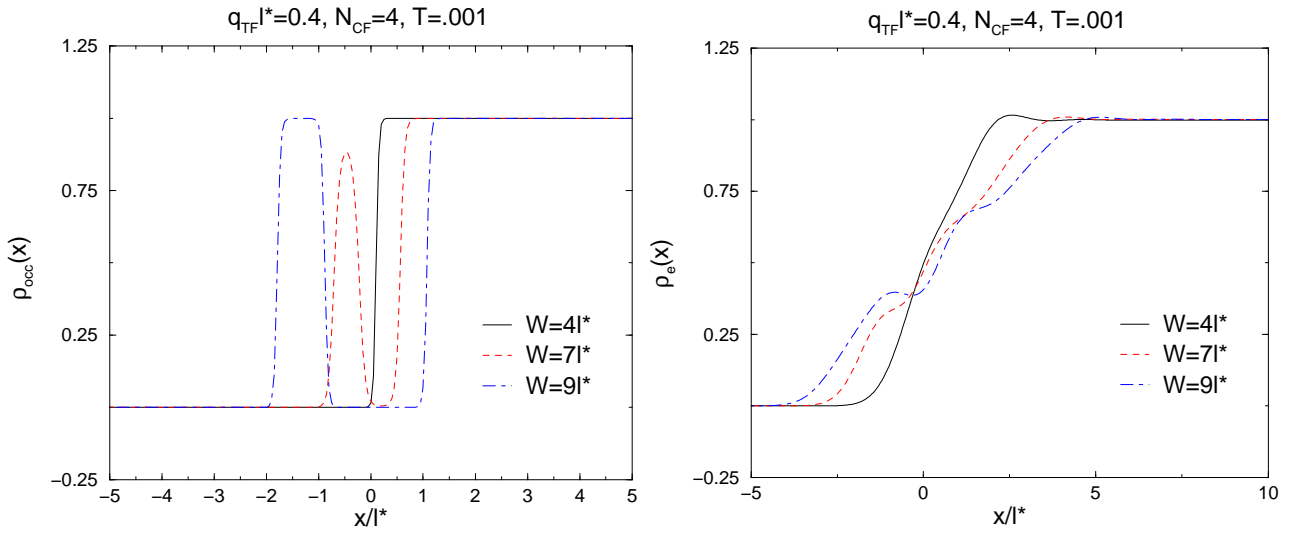 q_TF l*=0.4, N_CF=4, T=.001
1.25
0.75
0.25
−0.25
ρ_occ(x)
W=4l*
W=7l*
W=9l*
−5 −4 −3 −2 −1 0 1 2 3 4 5
x/l*
q_TF l*=0.4, N_CF=4, T=.001
1.25
0.75
0.25
−0.25
ρ_e(x)
W=4l*
W=7l*
W=9l*
−5 0 5 10
x/l*